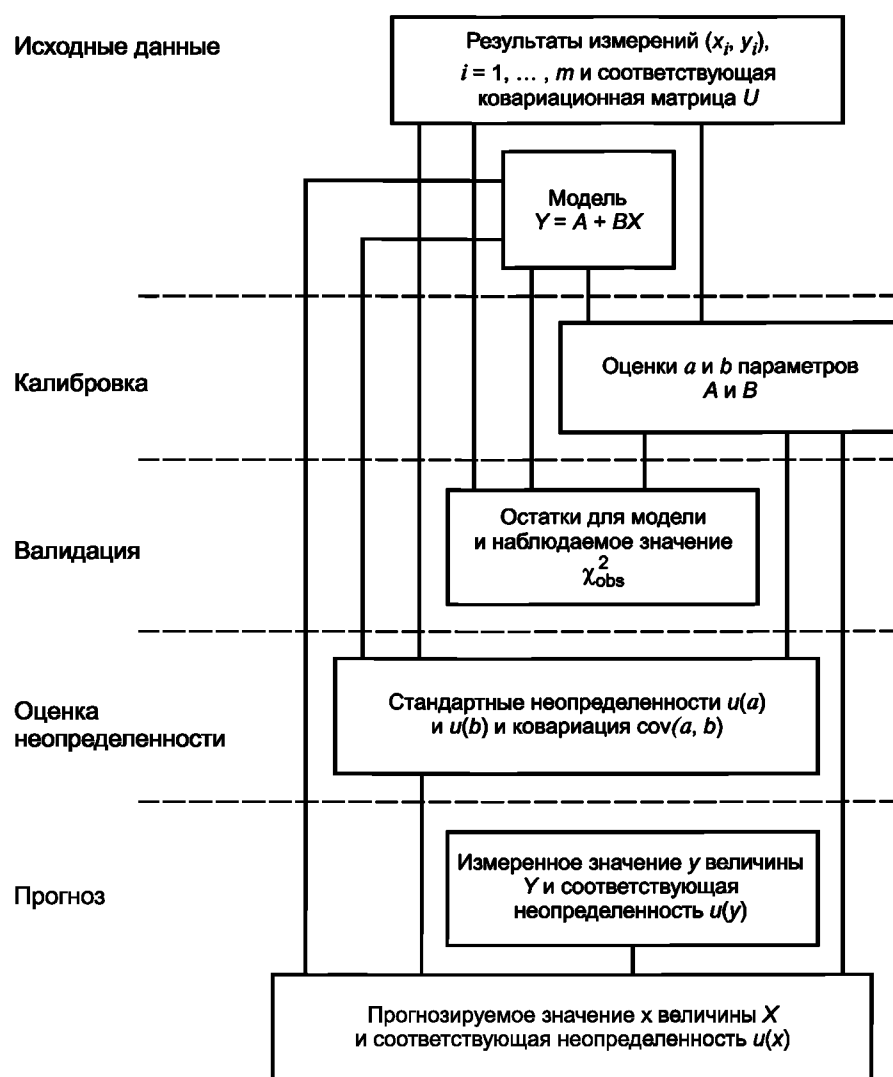 Исходные данные
Результаты измерений (xi, yi),
i = 1, … , m и соответствующая
ковариационная матрица U
Модель
Y = A + BX
Калибровка
Оценки a и b параметров
A и B
Валидация
Остатки для модели
и наблюдаемое значение
χ²obs
Оценка
неопределенности
Стандартные неопределенности u(a)
и u(b) и ковариация cov(a, b)
Прогноз
Измеренное значение y величины
Y и соответствующая
неопределенность u(y)
Прогнозируемое значение x величины X
и соответствующая неопределенность u(x)